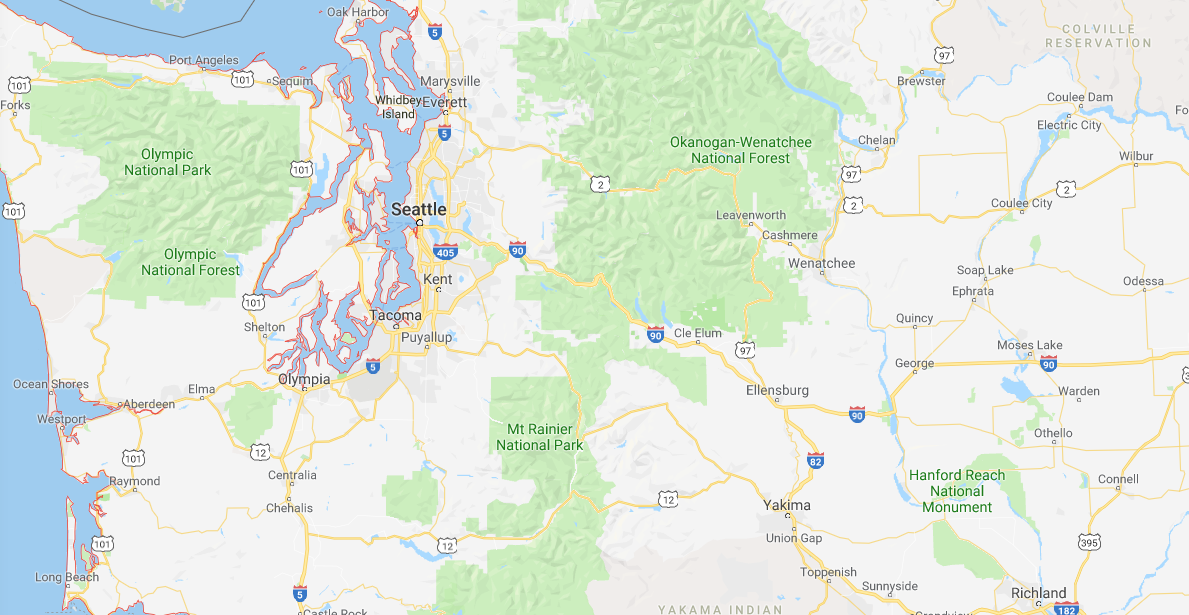 Oak Harbor
5
COLVILLE
RESERVATION
97
Port Angeles
101
Sequim
101
Marysville
Brewster
Forks
Whidbey
Island
Everett
Coulee Dam
Fo
5
Electric City
Olympic
National Park
Okanogan-Wenatchee
National Forest
Chelan
Wilbur
101
97
2
2
101
Seattle
Leavenworth
2
Coulee City
Cashmere
405
90
Olympic
National Forest
Wenatchee
Soap Lake
Kent
Ephrata
Odessa
101
Tacoma
Shelton
Puyallup
90
Cle Elum
Quincy
97
Moses Lake
George
90
5
Olympia
3
Ocean Shores
Elma
Aberdeen
Ellensburg
Warden
Westport
90
Mt Rainier
National Park
Othello
12
101
82
Raymond
Centralia
Hanford Reach
National
Monument
Connell
Chehalis
12
Yakima
Union Gap
101
12
395
Long Beach
Toppenish
Sunnyside
5
Richland
Castle Rock
YAKAMA INDIAN
Grandview
182